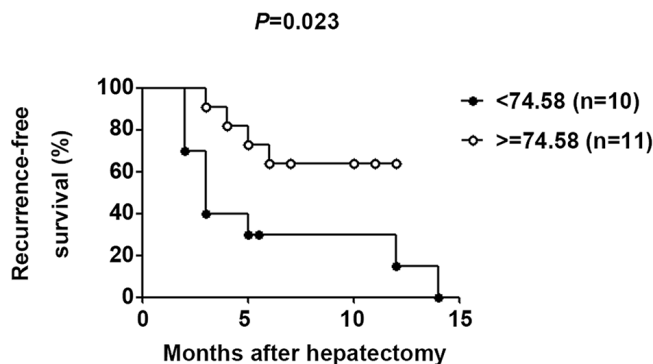 P=0.023
Recurrence-free
survival (%)
100
80
60
40
20
0
0 5 10 15
Months after hepatectomy
<74.58 (n=10)
>=74.58 (n=11)